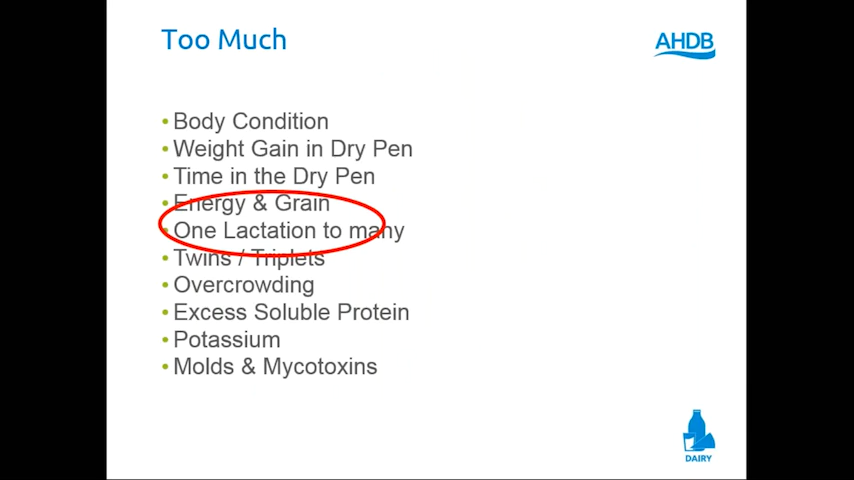 Too Much
AHDB
• Body Condition
• Weight Gain in Dry Pen
• Time in the Dry Pen
• Energy & Grain
• One Lactation to many
• Twins / Triplets
• Overcrowding
• Excess Soluble Protein
• Potassium
• Molds & Mycotoxins
DAIRY